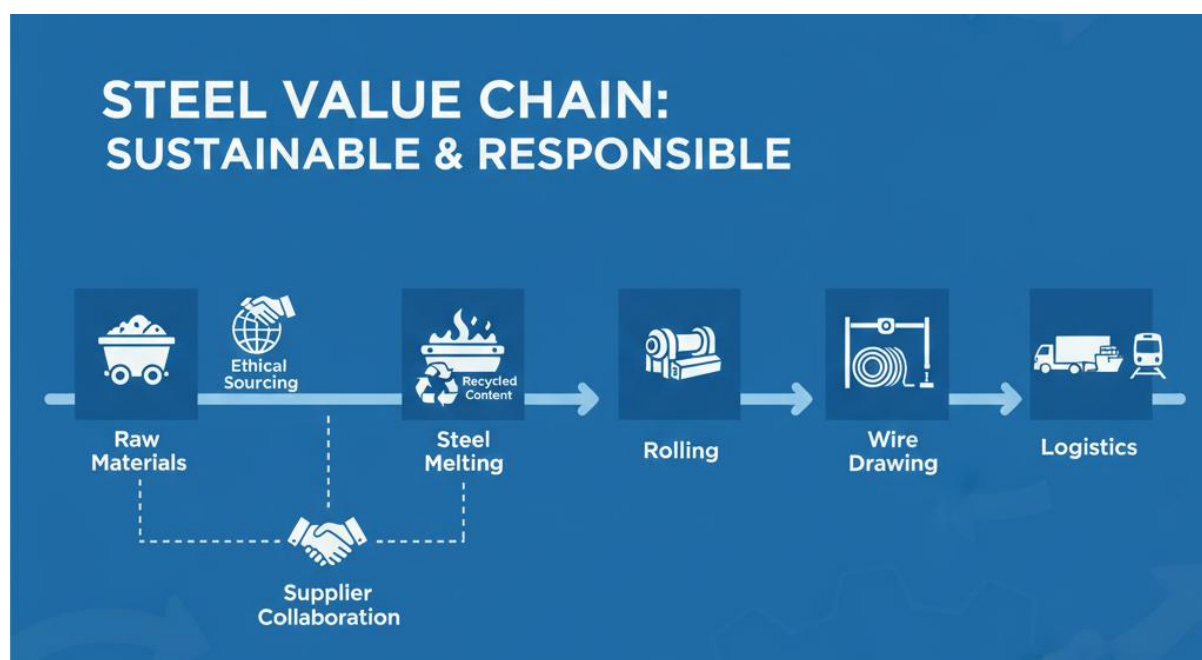 STEEL VALUE CHAIN:
SUSTAINABLE & RESPONSIBLE
Ethical
Sourcing
Recycled
Content
Raw
Materials
Steel
Melting
Rolling
Wire
Drawing
Logistics
Supplier
Collaboration